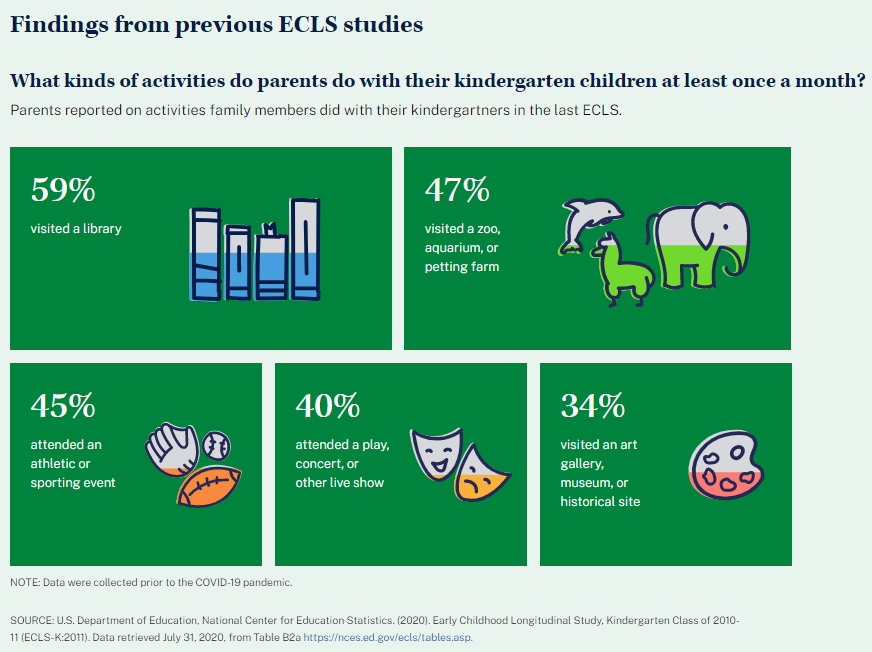 Findings from previous ECLS studies
What kinds of activities do parents do with their kindergarten children at least once a month?
Parents reported on activities family members did with their kindergartners in the last ECLS.
59%
visited a library
47%
visited a zoo,
aquarium, or
petting farm
45%
attended an
athletic or
sporting event
40%
attended a play,
concert, or
other live show
34%
visited an art
gallery,
museum, or
historical site
NOTE: Data were collected prior to the COVID-19 pandemic.
SOURCE: U.S. Department of Education, National Center for Education Statistics. (2020). Early Childhood Longitudinal Study, Kindergarten Class of 2010-
11 (ECLS-K:2011). Data retrieved July 31, 2020, from Table B2a https://nces.ed.gov/ecls/tables.asp.